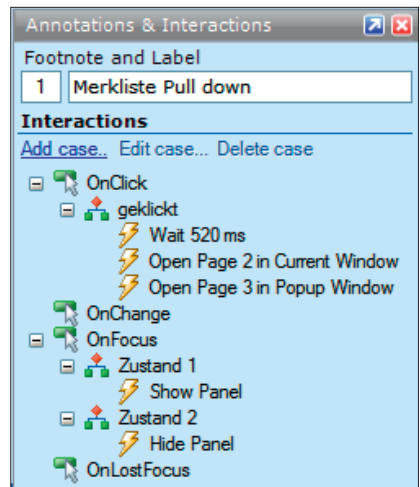 Annotations & Interactions
Footnote and Label
1 Merkliste Pull down
Interactions
Add case.. Edit case... Delete case
OnClick
geklickt
Wait 520 ms
Open Page 2 in Current Window
Open Page 3 in Popup Window
OnChange
OnFocus
Zustand 1
Show Panel
Zustand 2
Hide Panel
OnLostFocus